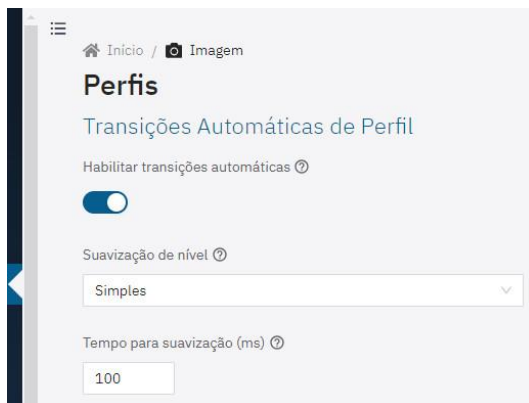 Início / Imagem
Perfis
Transições Automáticas de Perfil
Habilitar transições automáticas
Suavização de nível
Simples
Tempo para suavização (ms)
100